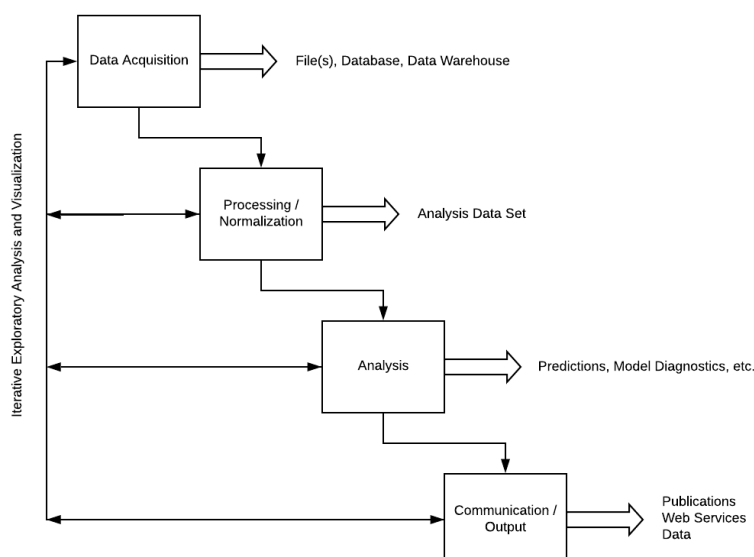 Data Acquisition
File(s), Database, Data Warehouse
Iterative Exploratory Analysis and Visualization
Processing /
Normalization
Analysis Data Set
Analysis
Predictions, Model Diagnostics, etc.
Communication /
Output
Publications
Web Services
Data